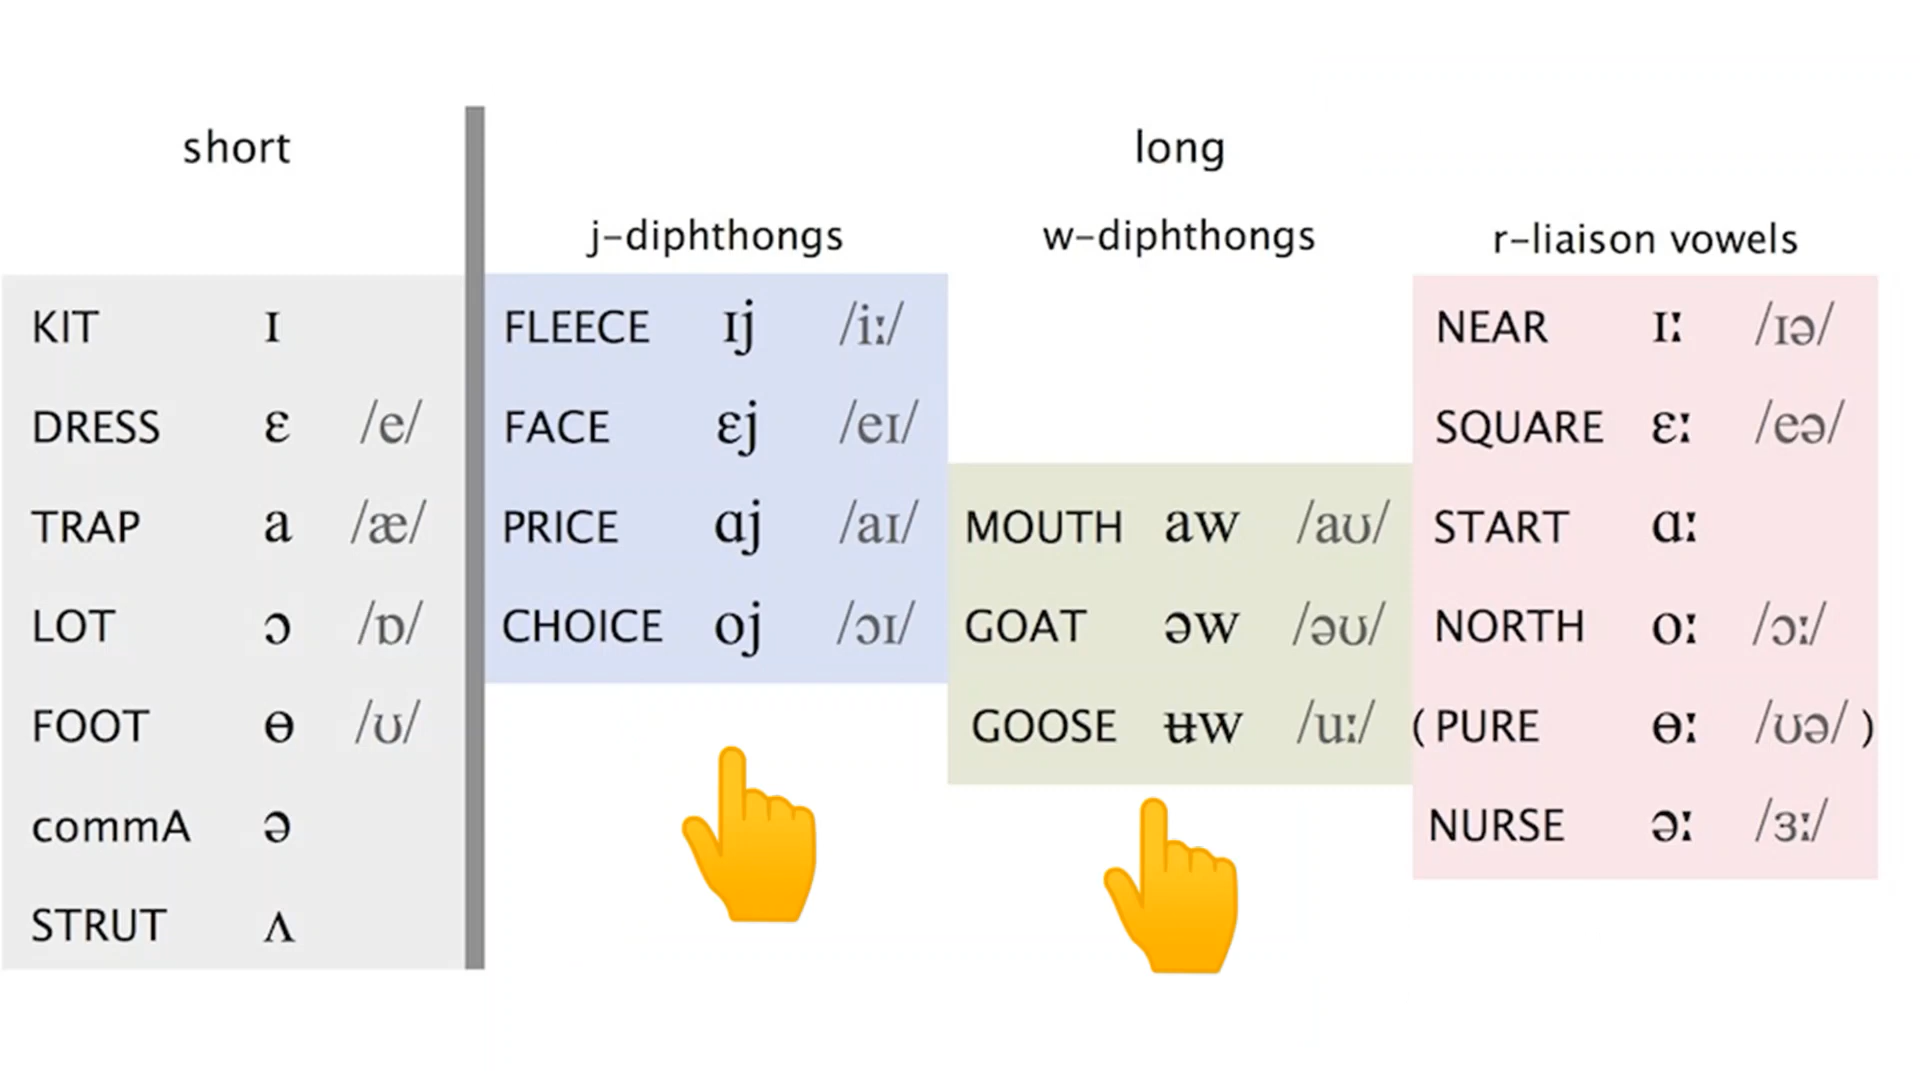 short
long
j-diphthongs
w-diphthongs
r-liaison vowels
KIT ɪ
DRESS ɛ /e/
TRAP a /æ/
LOT ɔ /ɒ/
FOOT ɵ /ʊ/
commA ə
STRUT ʌ
FLEECE ɪj /iː/
FACE ɛj /eɪ/
PRICE ɑj /aɪ/
CHOICE oj /ɔɪ/
MOUTH aw /aʊ/
GOAT əw /əʊ/
GOOSE ʉw /uː/
NEAR ɪː /ɪə/
SQUARE ɛː /eə/
START ɑː
NORTH oː /ɔː/
( PURE ɵː /ʊə/ )
NURSE əː /ɜː/